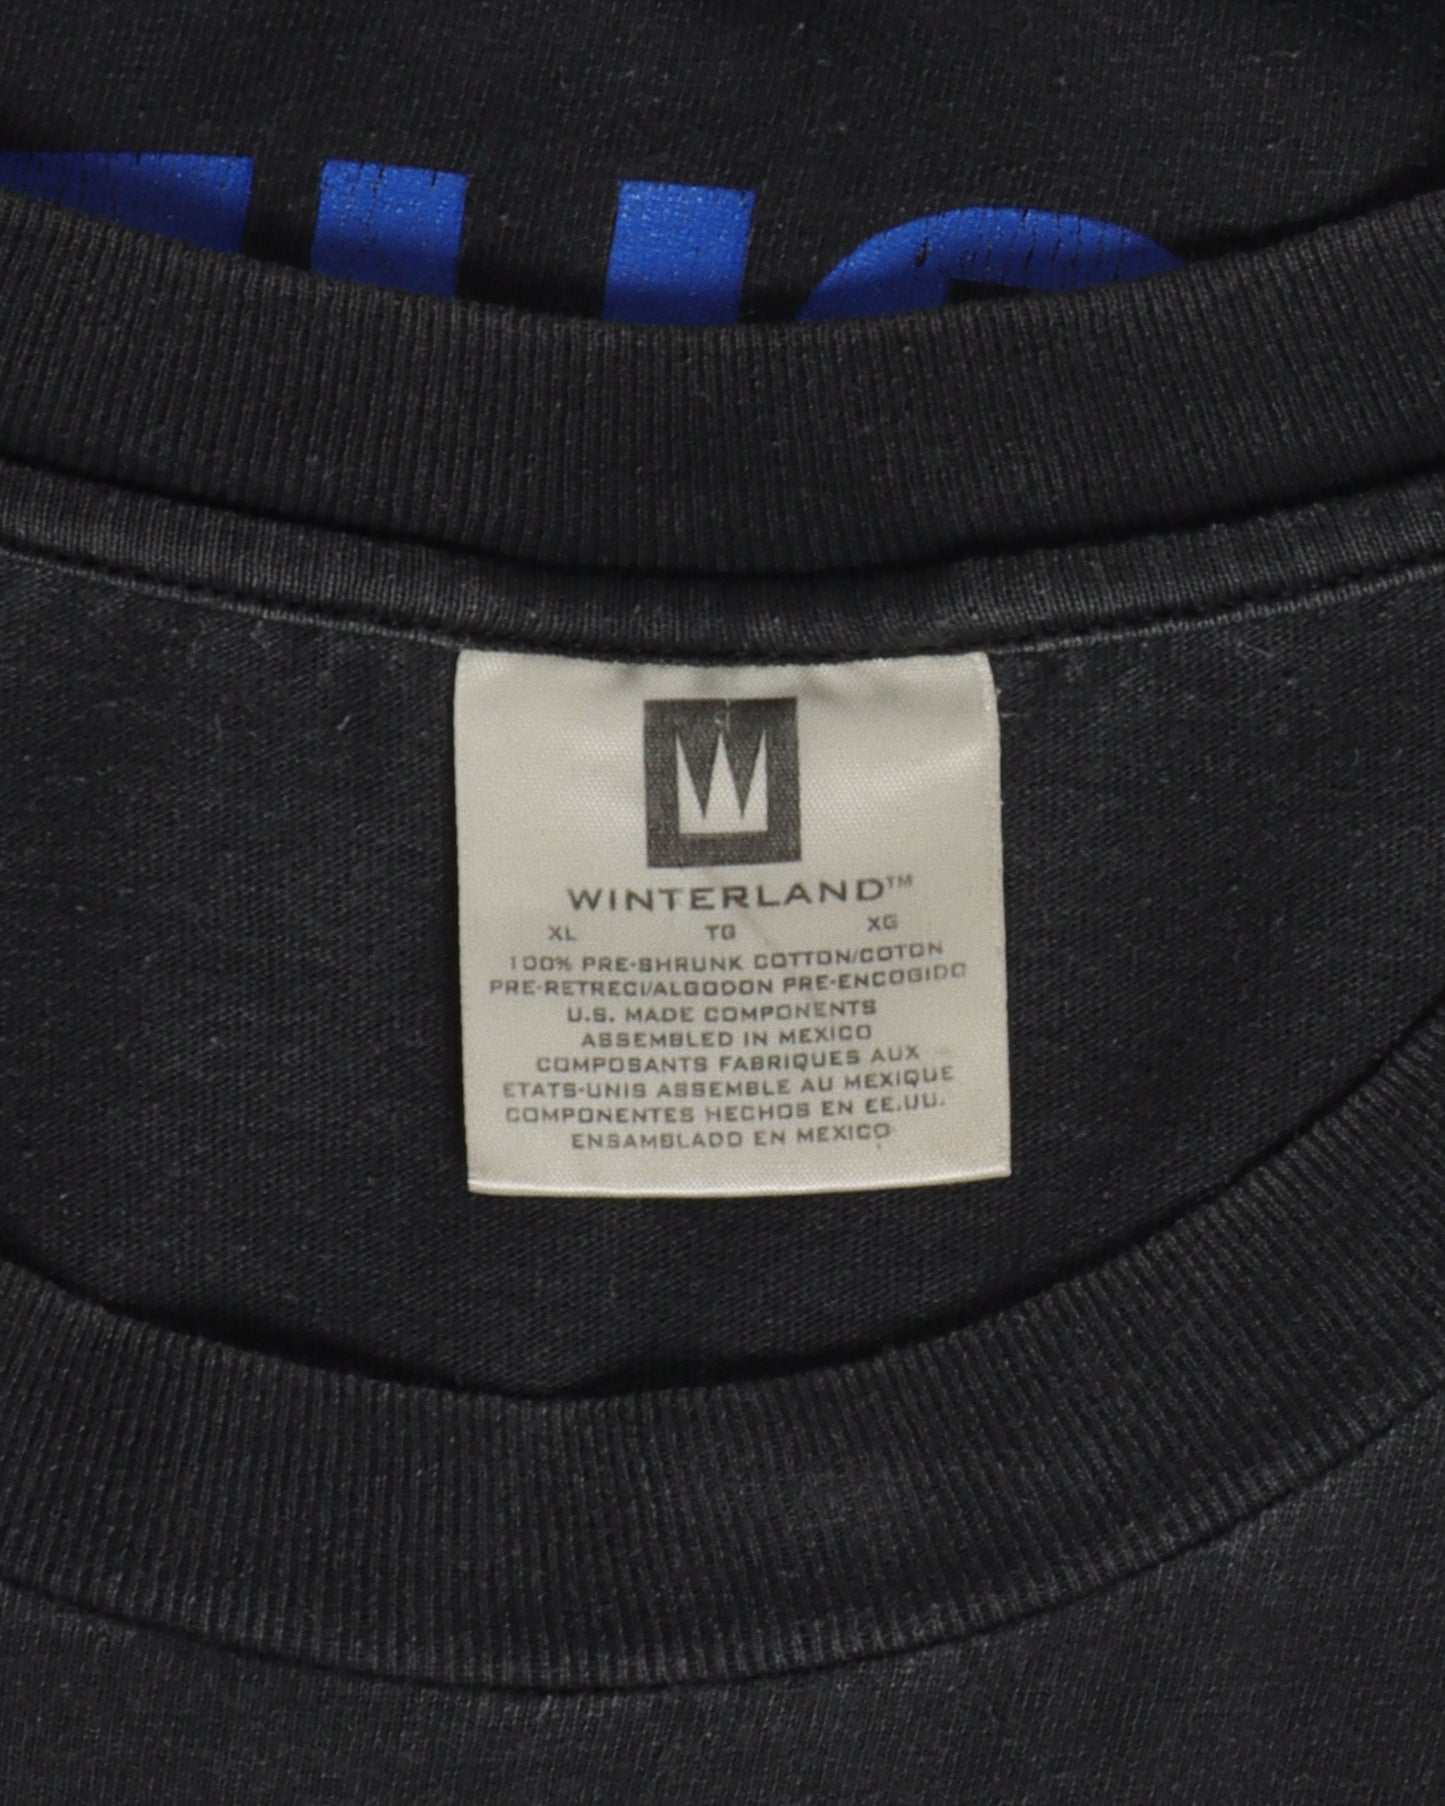 W
WINTERLAND™
XL TG XG
100% PRE-SHRUNK COTTON/COTON
PRE-RETRECI/ALGODON PRE-ENCOGIDO
U.S. MADE COMPONENTS
ASSEMBLED IN MEXICO
COMPOSANTS FABRIQUES AUX
ETATS-UNIS ASSEMBLE AU MEXIQUE
COMPONENTES HECHOS EN EE.UU.
ENSAMBLADO EN MEXICO